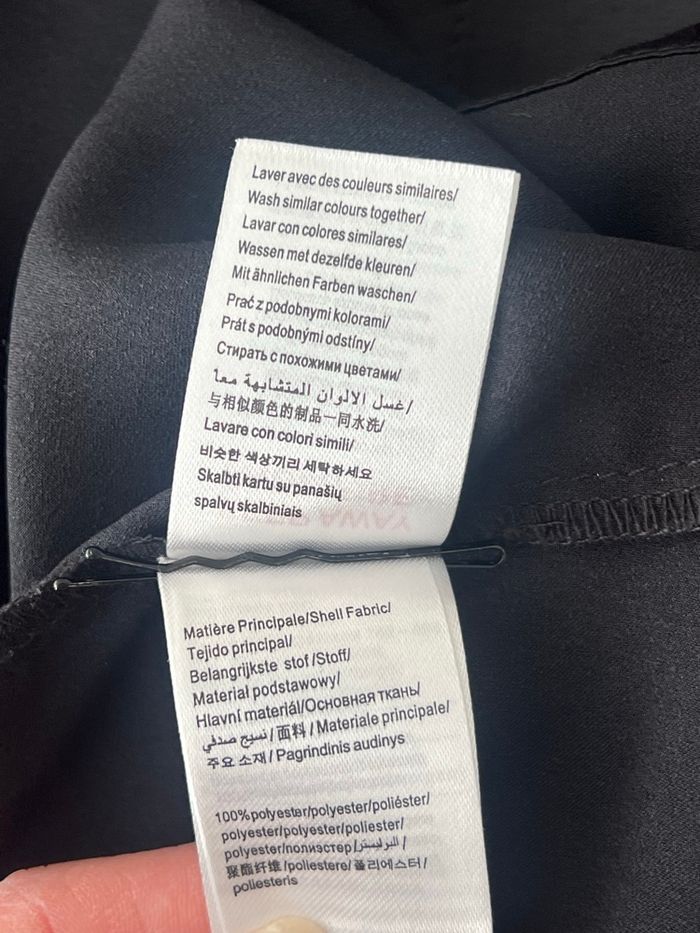 Laver avec des couleurs similaires/
Wash similar colours together/
Lavar con colores similares/
Wassen met dezelfde kleuren/
Mit ähnlichen Farben waschen/
Prać z podobnymi kolorami/
Prát s podobnými odstíny/
Стирать с похожими цветами/
غسل الالوان المتشابهة معاً/
与相似颜色的制品一同水洗/
Lavare con colori simili/
비슷한 색상끼리 세탁하세요
Skalbti kartu su panašių
spalvų skalbiniais
Matière Principale/Shell Fabric/
Tejido principal/
Belangrijkste stof/Stoff/
Materiał podstawowy/
Hlavní materiál/Основная ткань/
نسيج صدفي/面料/Materiale principale/
주요 소재/Pagrindinis audinys
100%polyester/polyester/poliéster/
polyester/polyester/poliester/
polyester/полиэстер/البوليستر/
聚酯纤维/poliestere/폴리에스터/
poliesteris